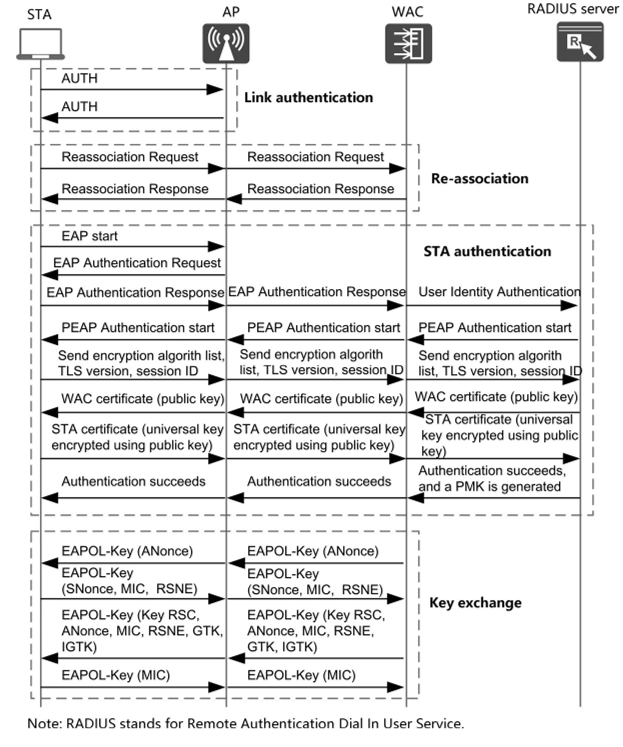 STA
AP
WAC
RADIUS server
R
AUTH
AUTH
Link authentication
Reassociation Request
Reassociation Request
Reassociation Response
Reassociation Response
Re-association
EAP start
STA authentication
EAP Authentication Request
EAP Authentication Response
EAP Authentication Response
User Identity Authentication
PEAP Authentication start
PEAP Authentication start
PEAP Authentication start
Send encryption algorith list,
TLS version, session ID
Send encryption algorith
list, TLS version, session ID
Send encryption algorith
list, TLS version, session ID
WAC certificate (public key)
WAC certificate (public key)
WAC certificate (public key)
STA certificate (universal key
encrypted using public key)
STA certificate (universal key
encrypted using public key)
STA certificate (universal
key encrypted using public
key)
Authentication succeeds
Authentication succeeds
Authentication succeeds,
and a PMK is generated
EAPOL-Key (ANonce)
EAPOL-Key (ANonce)
EAPOL-Key
(SNonce, MIC, RSNE)
EAPOL-Key
(SNonce, MIC, RSNE)
Key exchange
EAPOL-Key (Key RSC,
ANonce, MIC, RSNE, GTK,
IGTK)
EAPOL-Key (Key RSC,
ANonce, MIC, RSNE,
GTK, IGTK)
EAPOL-Key (MIC)
EAPOL-Key (MIC)
Note: RADIUS stands for Remote Authentication Dial In User Service.